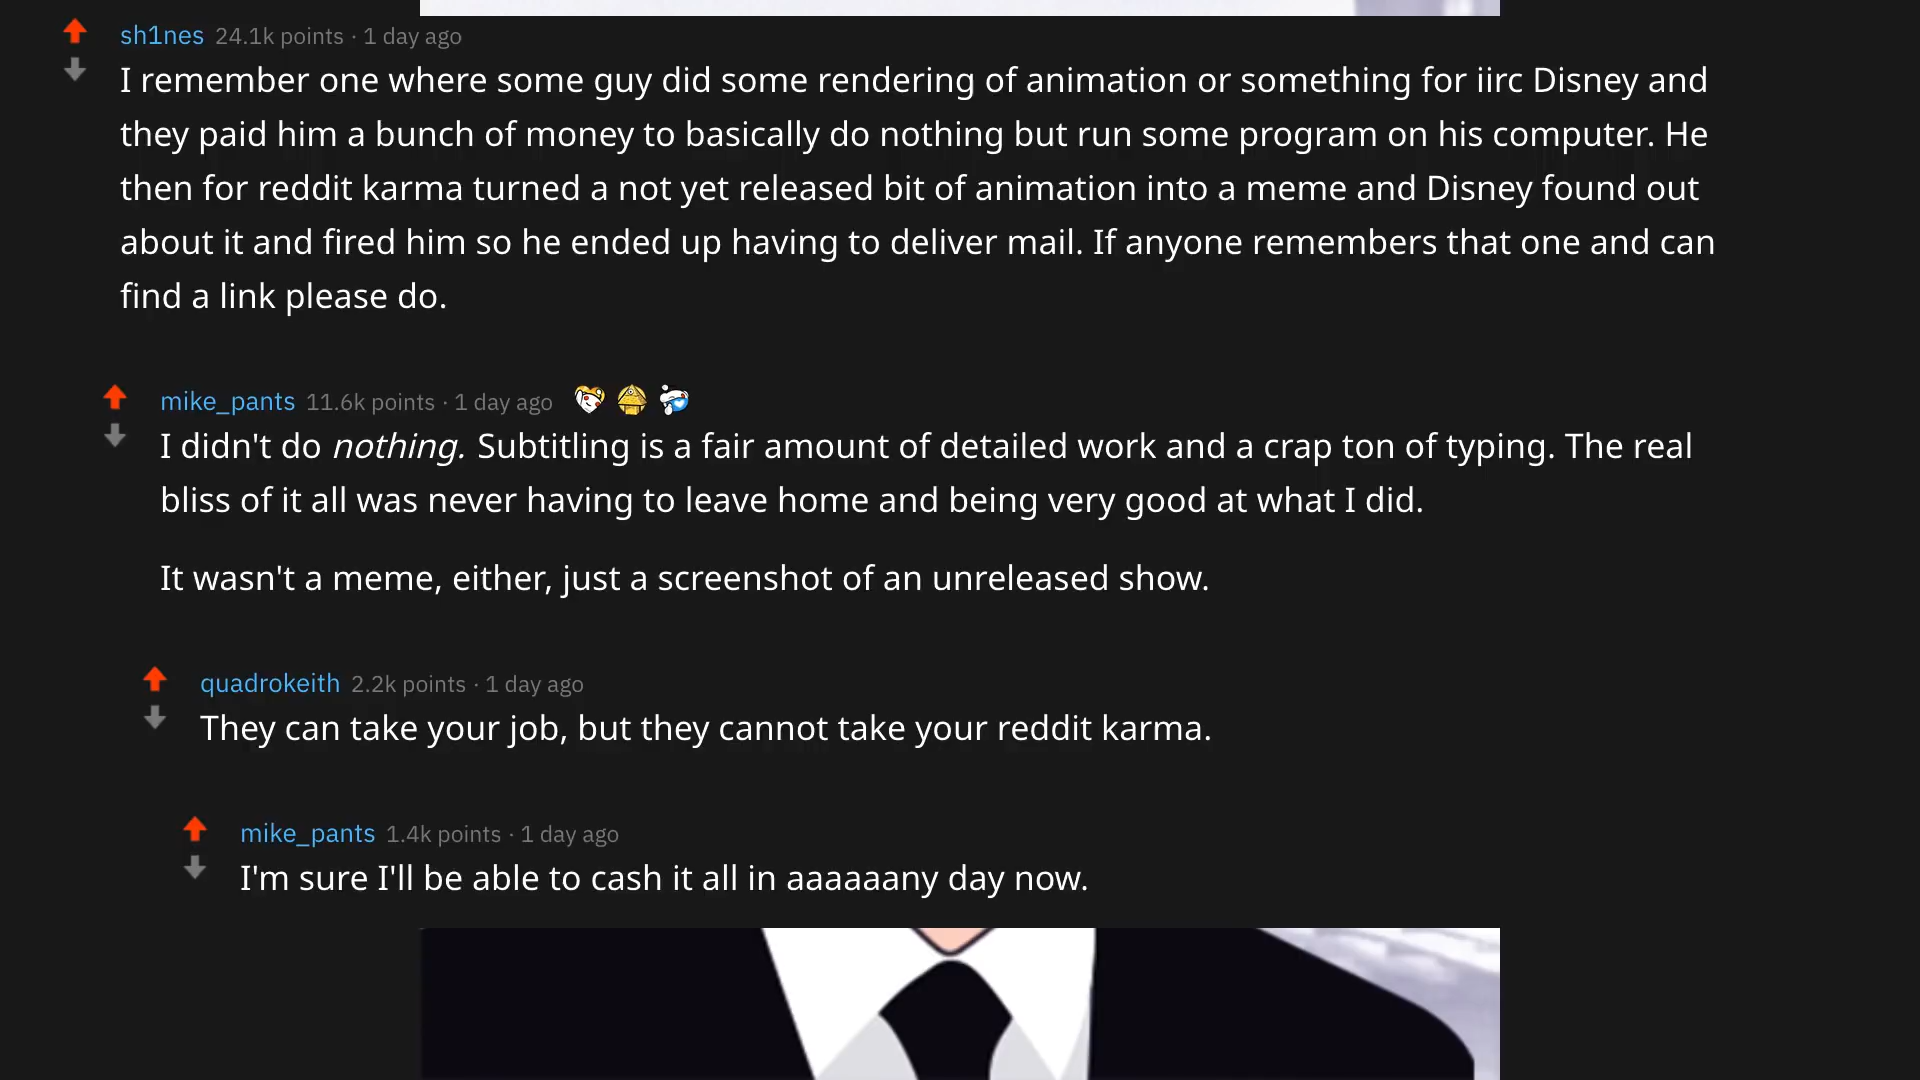 sh1nes 24.1k points · 1 day ago
I remember one where some guy did some rendering of animation or something for iirc Disney and
they paid him a bunch of money to basically do nothing but run some program on his computer. He
then for reddit karma turned a not yet released bit of animation into a meme and Disney found out
about it and fired him so he ended up having to deliver mail. If anyone remembers that one and can
find a link please do.
mike_pants 11.6k points · 1 day ago
I didn't do nothing. Subtitling is a fair amount of detailed work and a crap ton of typing. The real
bliss of it all was never having to leave home and being very good at what I did.
It wasn't a meme, either, just a screenshot of an unreleased show.
quadrokeith 2.2k points · 1 day ago
They can take your job, but they cannot take your reddit karma.
mike_pants 1.4k points · 1 day ago
I'm sure I'll be able to cash it all in aaaaaany day now.